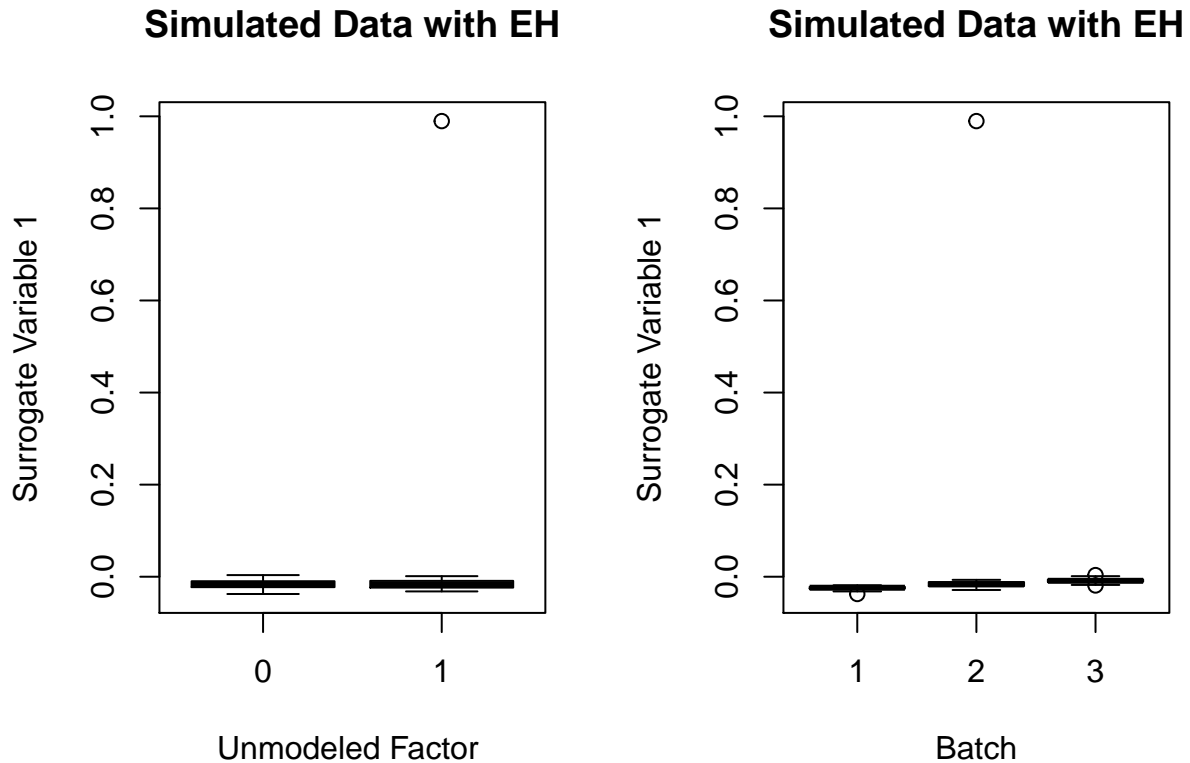 Simulated Data with EH
Surrogate Variable 1
1.0
0.8
0.6
0.4
0.2
0.0
0 1
Unmodeled Factor
Simulated Data with EH
Surrogate Variable 1
1.0
0.8
0.6
0.4
0.2
0.0
1 2 3
Batch